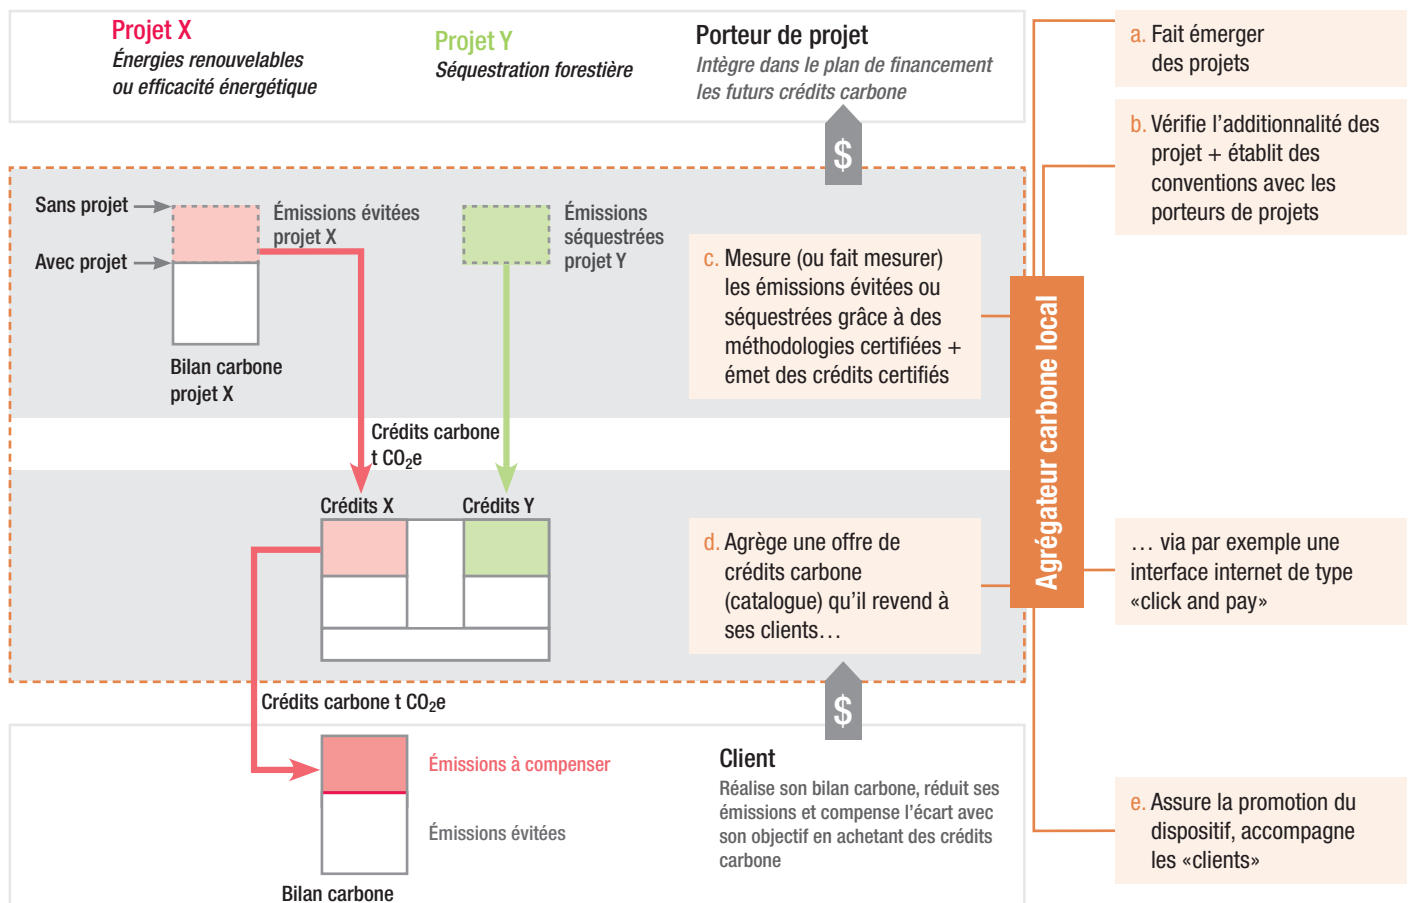 Projet X
Énergies renouvelables
ou efficacité énergétique
Projet Y
Séquestration forestière
Porteur de projet
Intègre dans le plan de financement
les futurs crédits carbone
$
a. Fait émerger
des projets
b. Vérifie l’additionnalité des
projet + établit des
conventions avec les
porteurs de projets
Sans projet
Avec projet
Émissions évitées
projet X
Émissions
séquestrées
projet Y
Bilan carbone
projet X
c. Mesure (ou fait mesurer)
les émissions évitées ou
séquestrées grâce à des
méthodologies certifiées +
émet des crédits certifiés
Agrégateur carbone local
Crédits carbone
t CO₂e
Crédits X
Crédits Y
d. Agrège une offre de
crédits carbone
(catalogue) qu’il revend à
ses clients…
… via par exemple une
interface internet de type
«click and pay»
Crédits carbone t CO₂e
$
Émissions à compenser
Émissions évitées
Bilan carbone
Client
Réalise son bilan carbone, réduit ses
émissions et compense l’écart avec
son objectif en achetant des crédits
carbone
e. Assure la promotion du
dispositif, accompagne
les «clients»